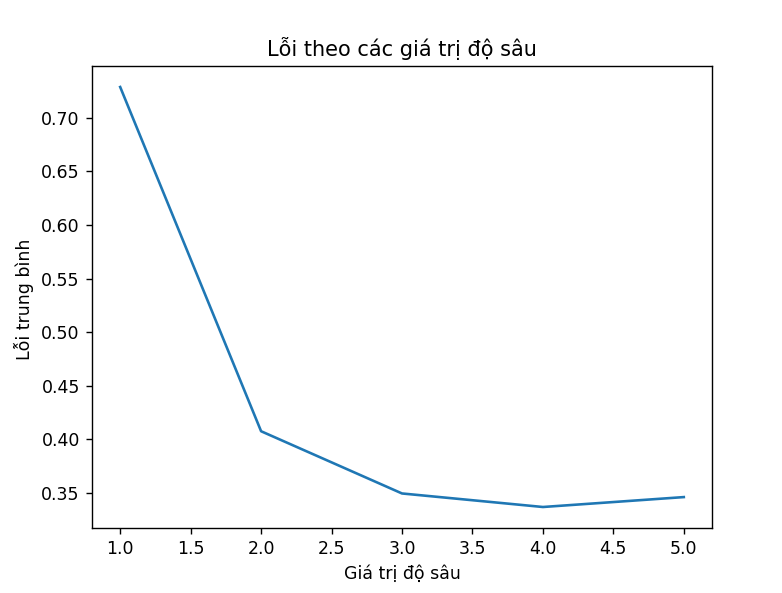 Lỗi theo các giá trị độ sâu
0.70
0.65
0.60
0.55
0.50
0.45
0.40
0.35
Lỗi trung bình
1.0 1.5 2.0 2.5 3.0 3.5 4.0 4.5 5.0
Giá trị độ sâu